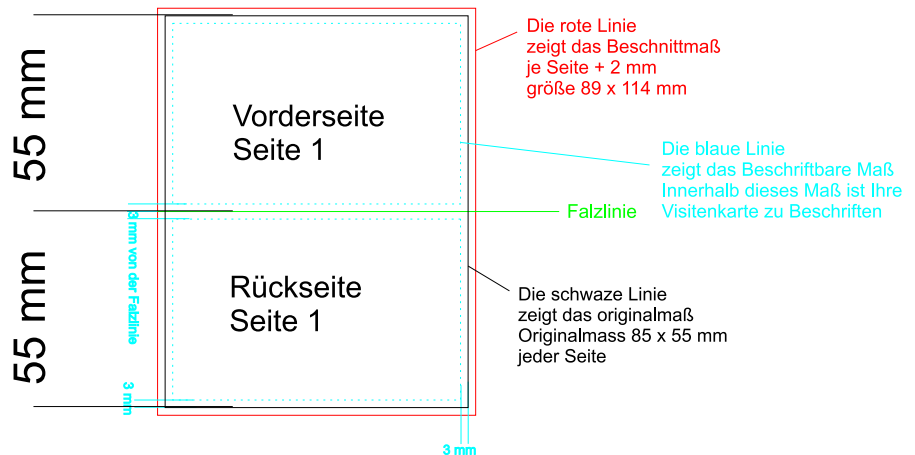 55 mm
55 mm
Vorderseite
Seite 1
Rückseite
Seite 1
3 mm von der Falzlinie
3 mm
3 mm
Die rote Linie
zeigt das Beschnittmaß
je Seite + 2 mm
größe 89 x 114 mm
Die blaue Linie
zeigt das Beschriftbare Maß
Innerhalb dieses Maß ist Ihre
Visitenkarte zu Beschriften
Falzlinie
Die schwaze Linie
zeigt das originalmaß
Originalmass 85 x 55 mm
jeder Seite